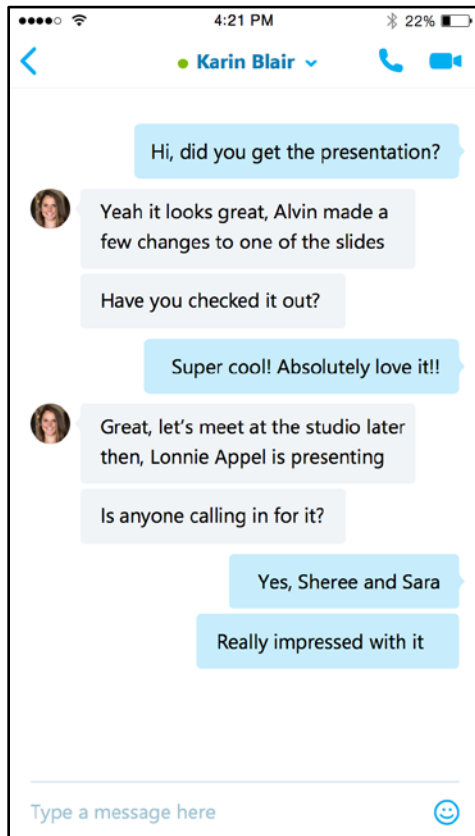 4:21 PM
22%
Karin Blair
Hi, did you get the presentation?
Yeah it looks great, Alvin made a
few changes to one of the slides
Have you checked it out?
Super cool! Absolutely love it!!
Great, let's meet at the studio later
then, Lonnie Appel is presenting
Is anyone calling in for it?
Yes, Sheree and Sara
Really impressed with it
Type a message here